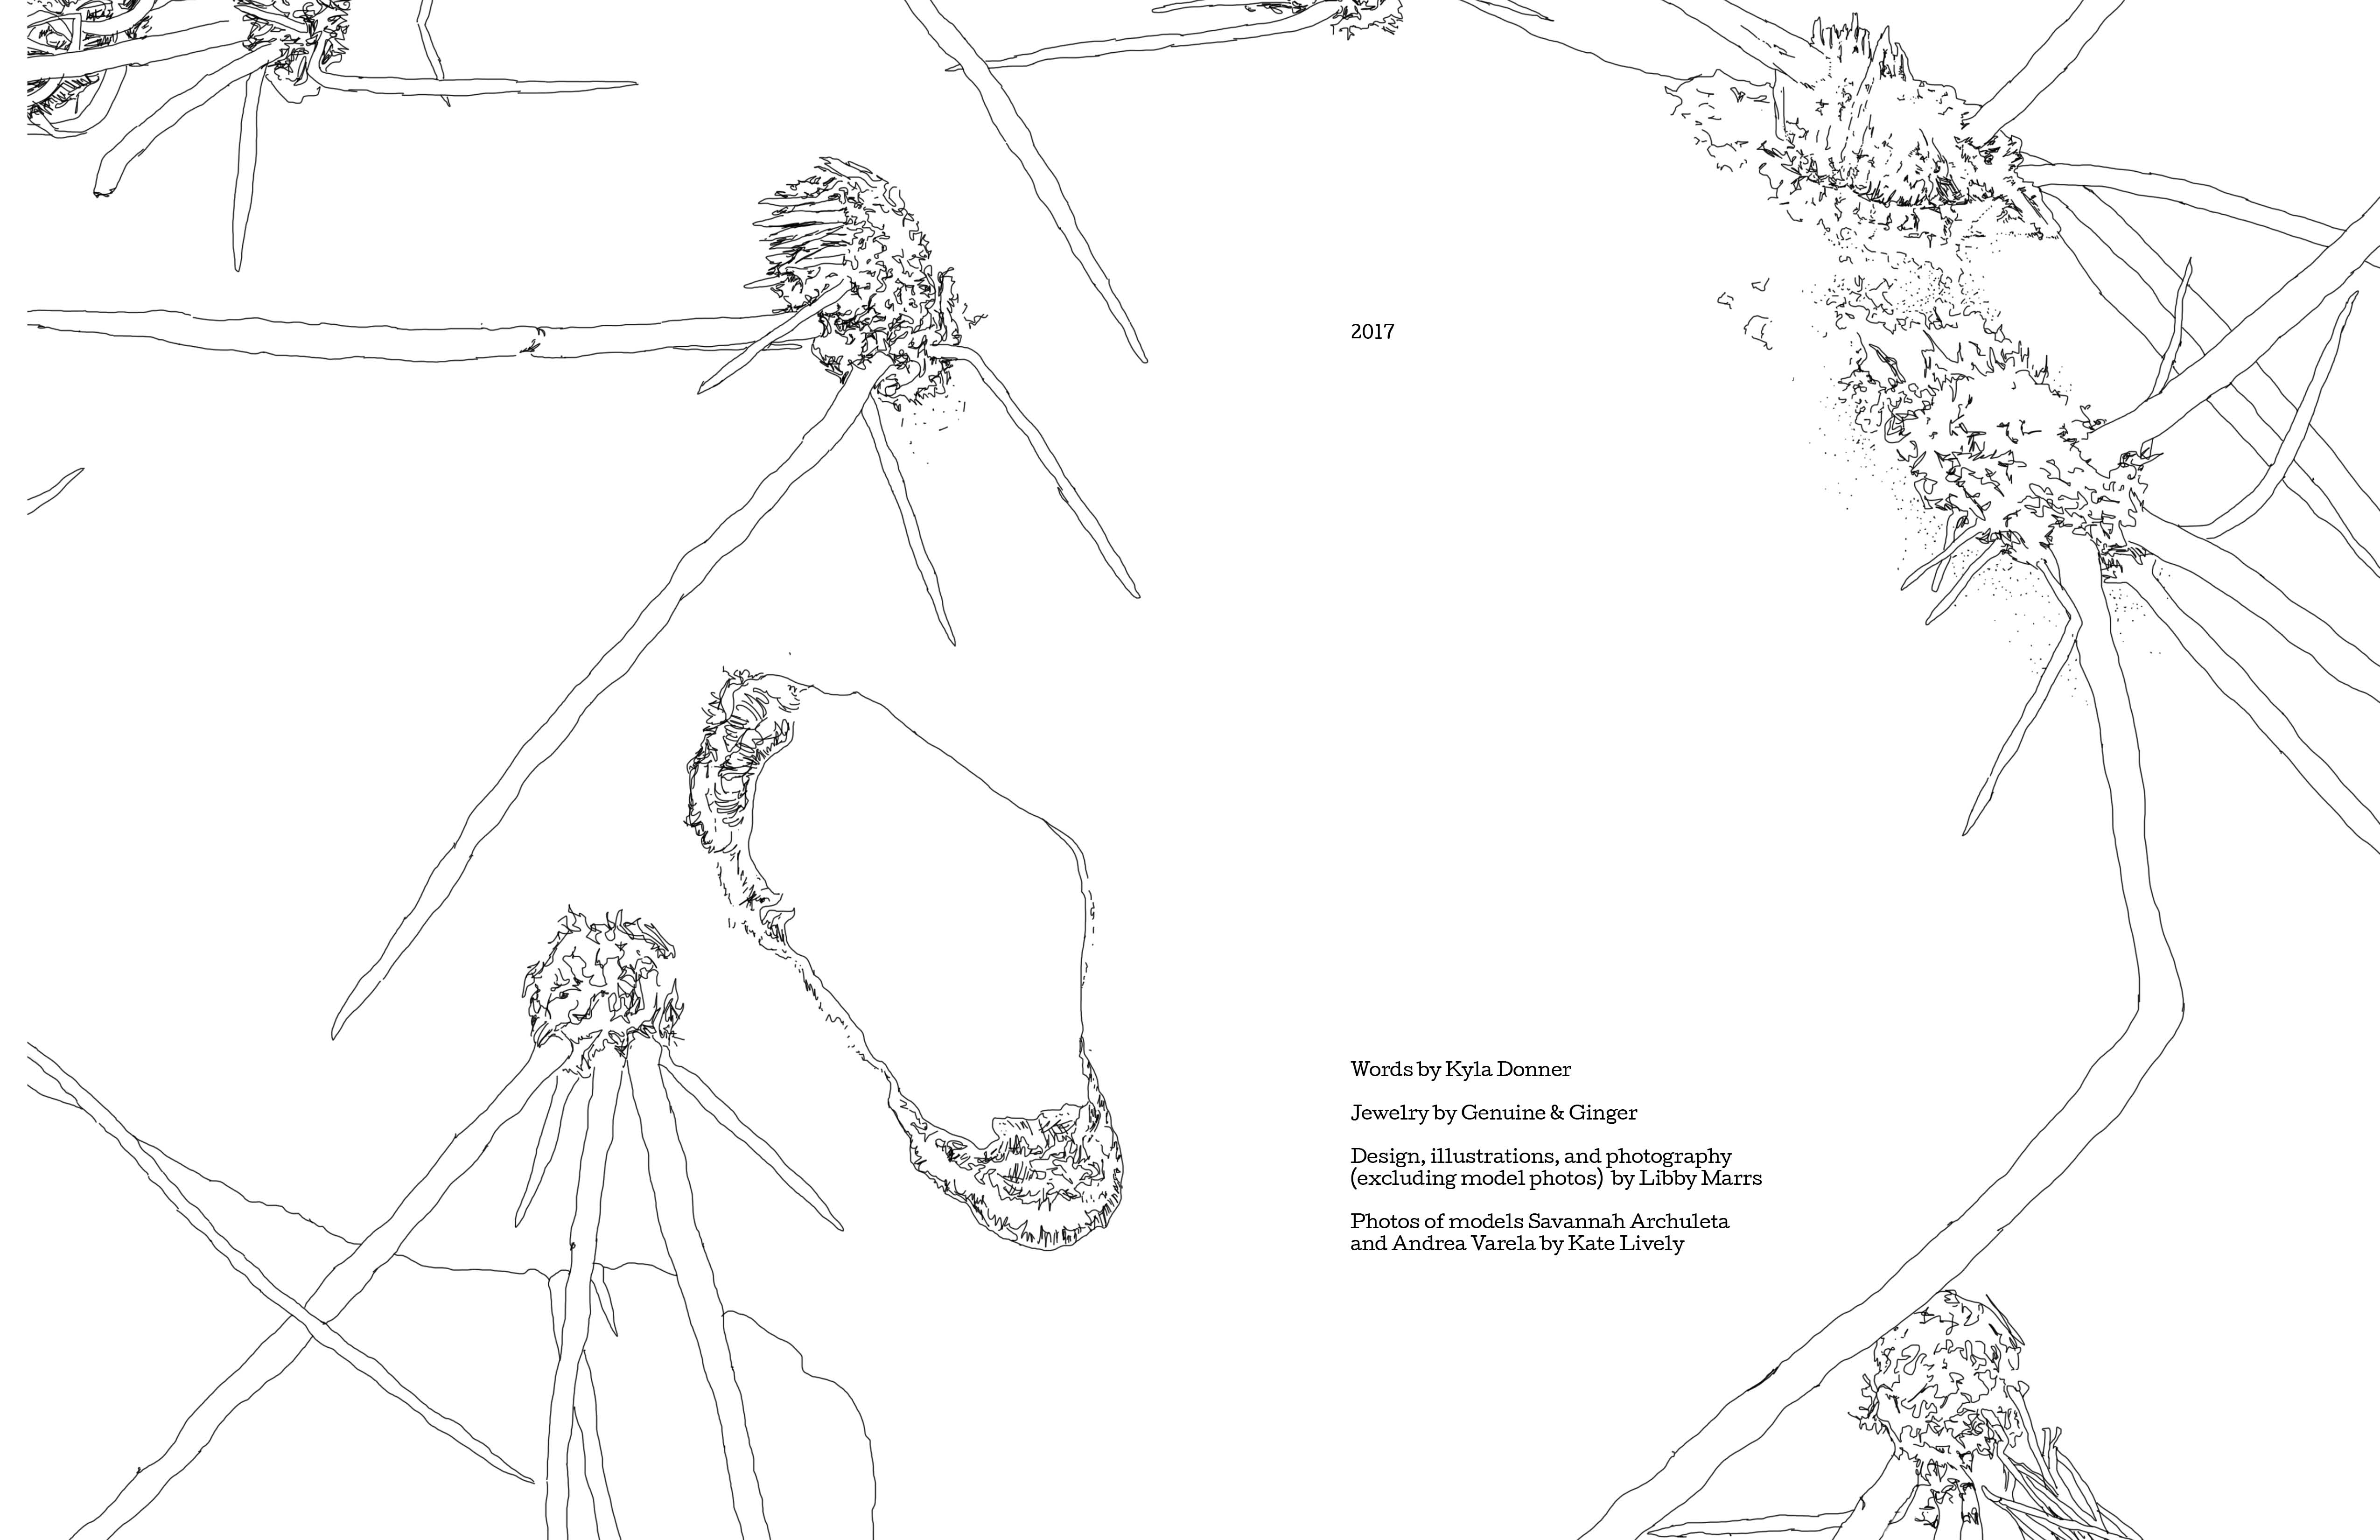 2017
Words by Kyla Donner
Jewelry by Genuine & Ginger
Design, illustrations, and photography
(excluding model photos) by Libby Marrs
Photos of models Savannah Archuleta
and Andrea Varela by Kate Lively